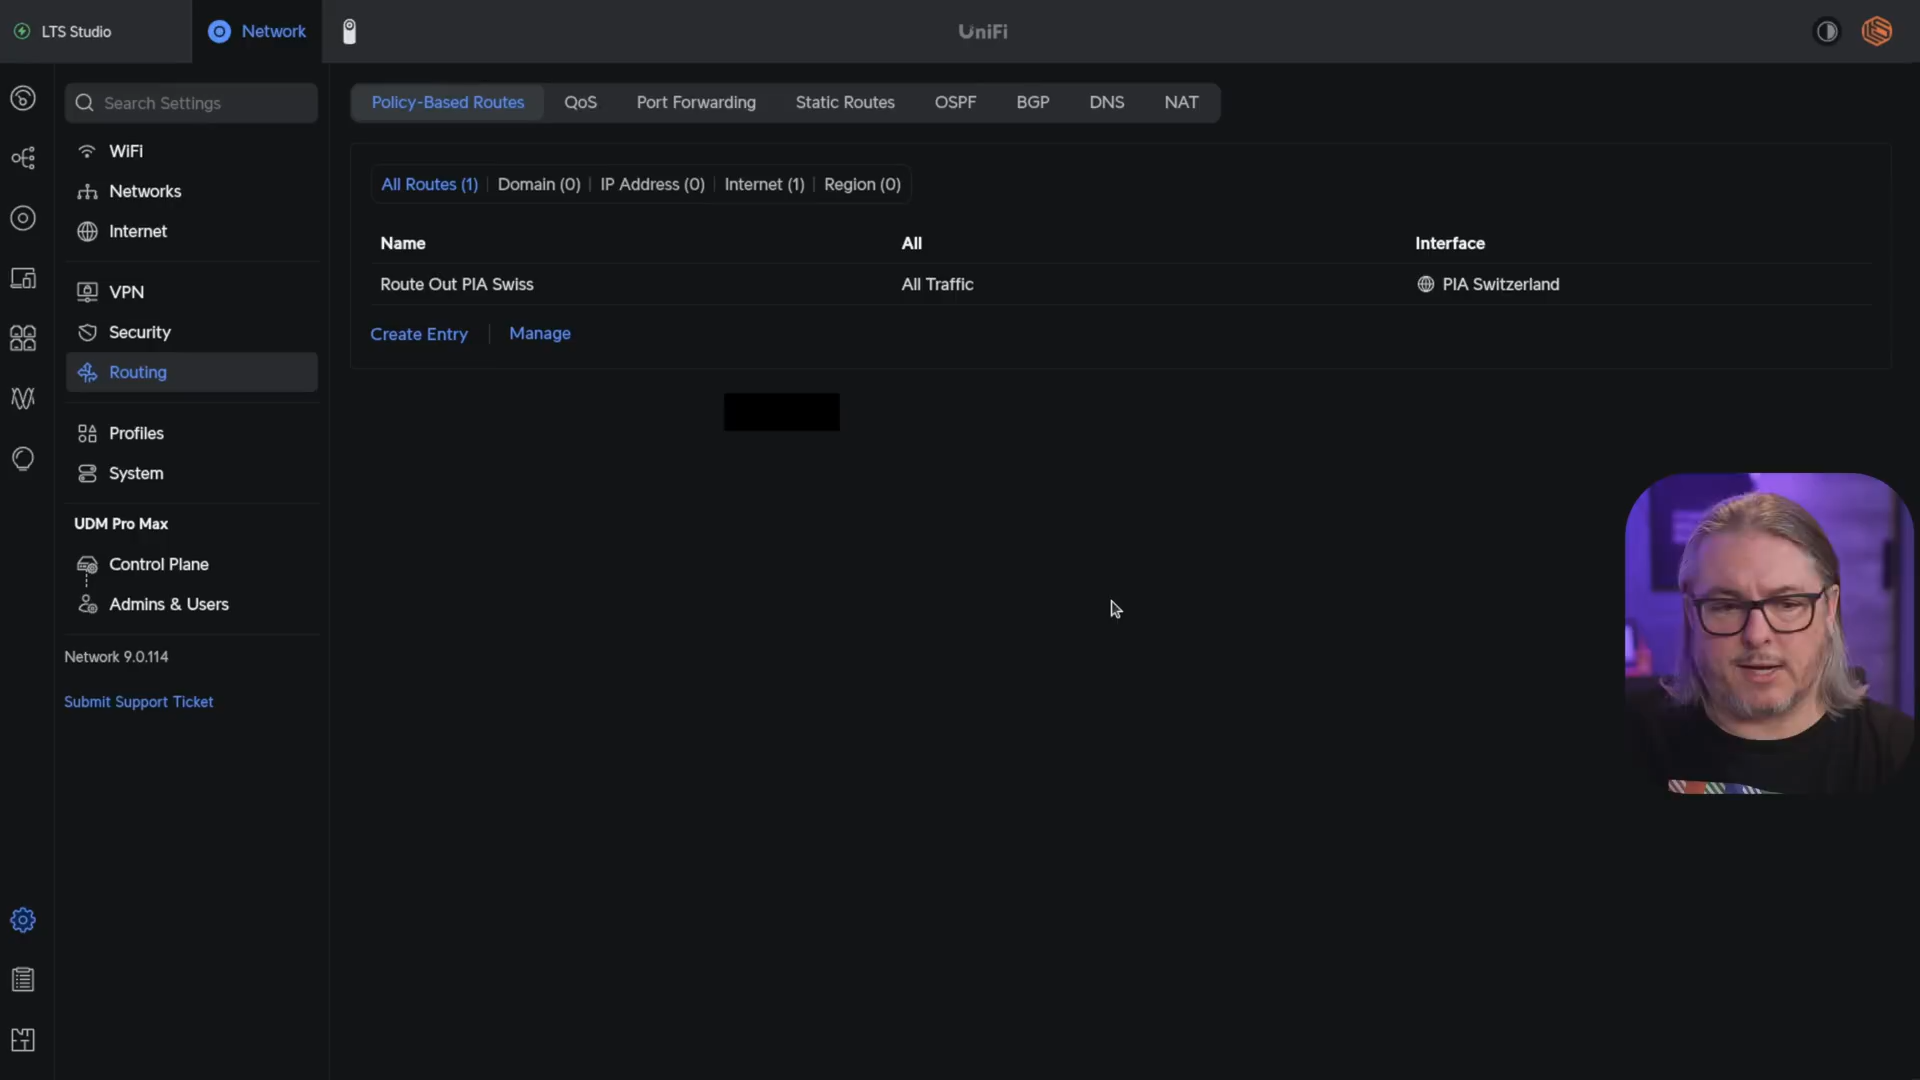 LTS Studio
Network
UniFi
Search Settings
WiFi
Networks
Internet
VPN
Security
Routing
Profiles
System
UDM Pro Max
Control Plane
Admins & Users
Network 9.0.114
Submit Support Ticket
Policy-Based Routes QoS Port Forwarding Static Routes OSPF BGP DNS NAT
All Routes (1) Domain (0) IP Address (0) Internet (1) Region (0)
Name All Interface
Route Out PIA Swiss All Traffic PIA Switzerland
Create Entry Manage